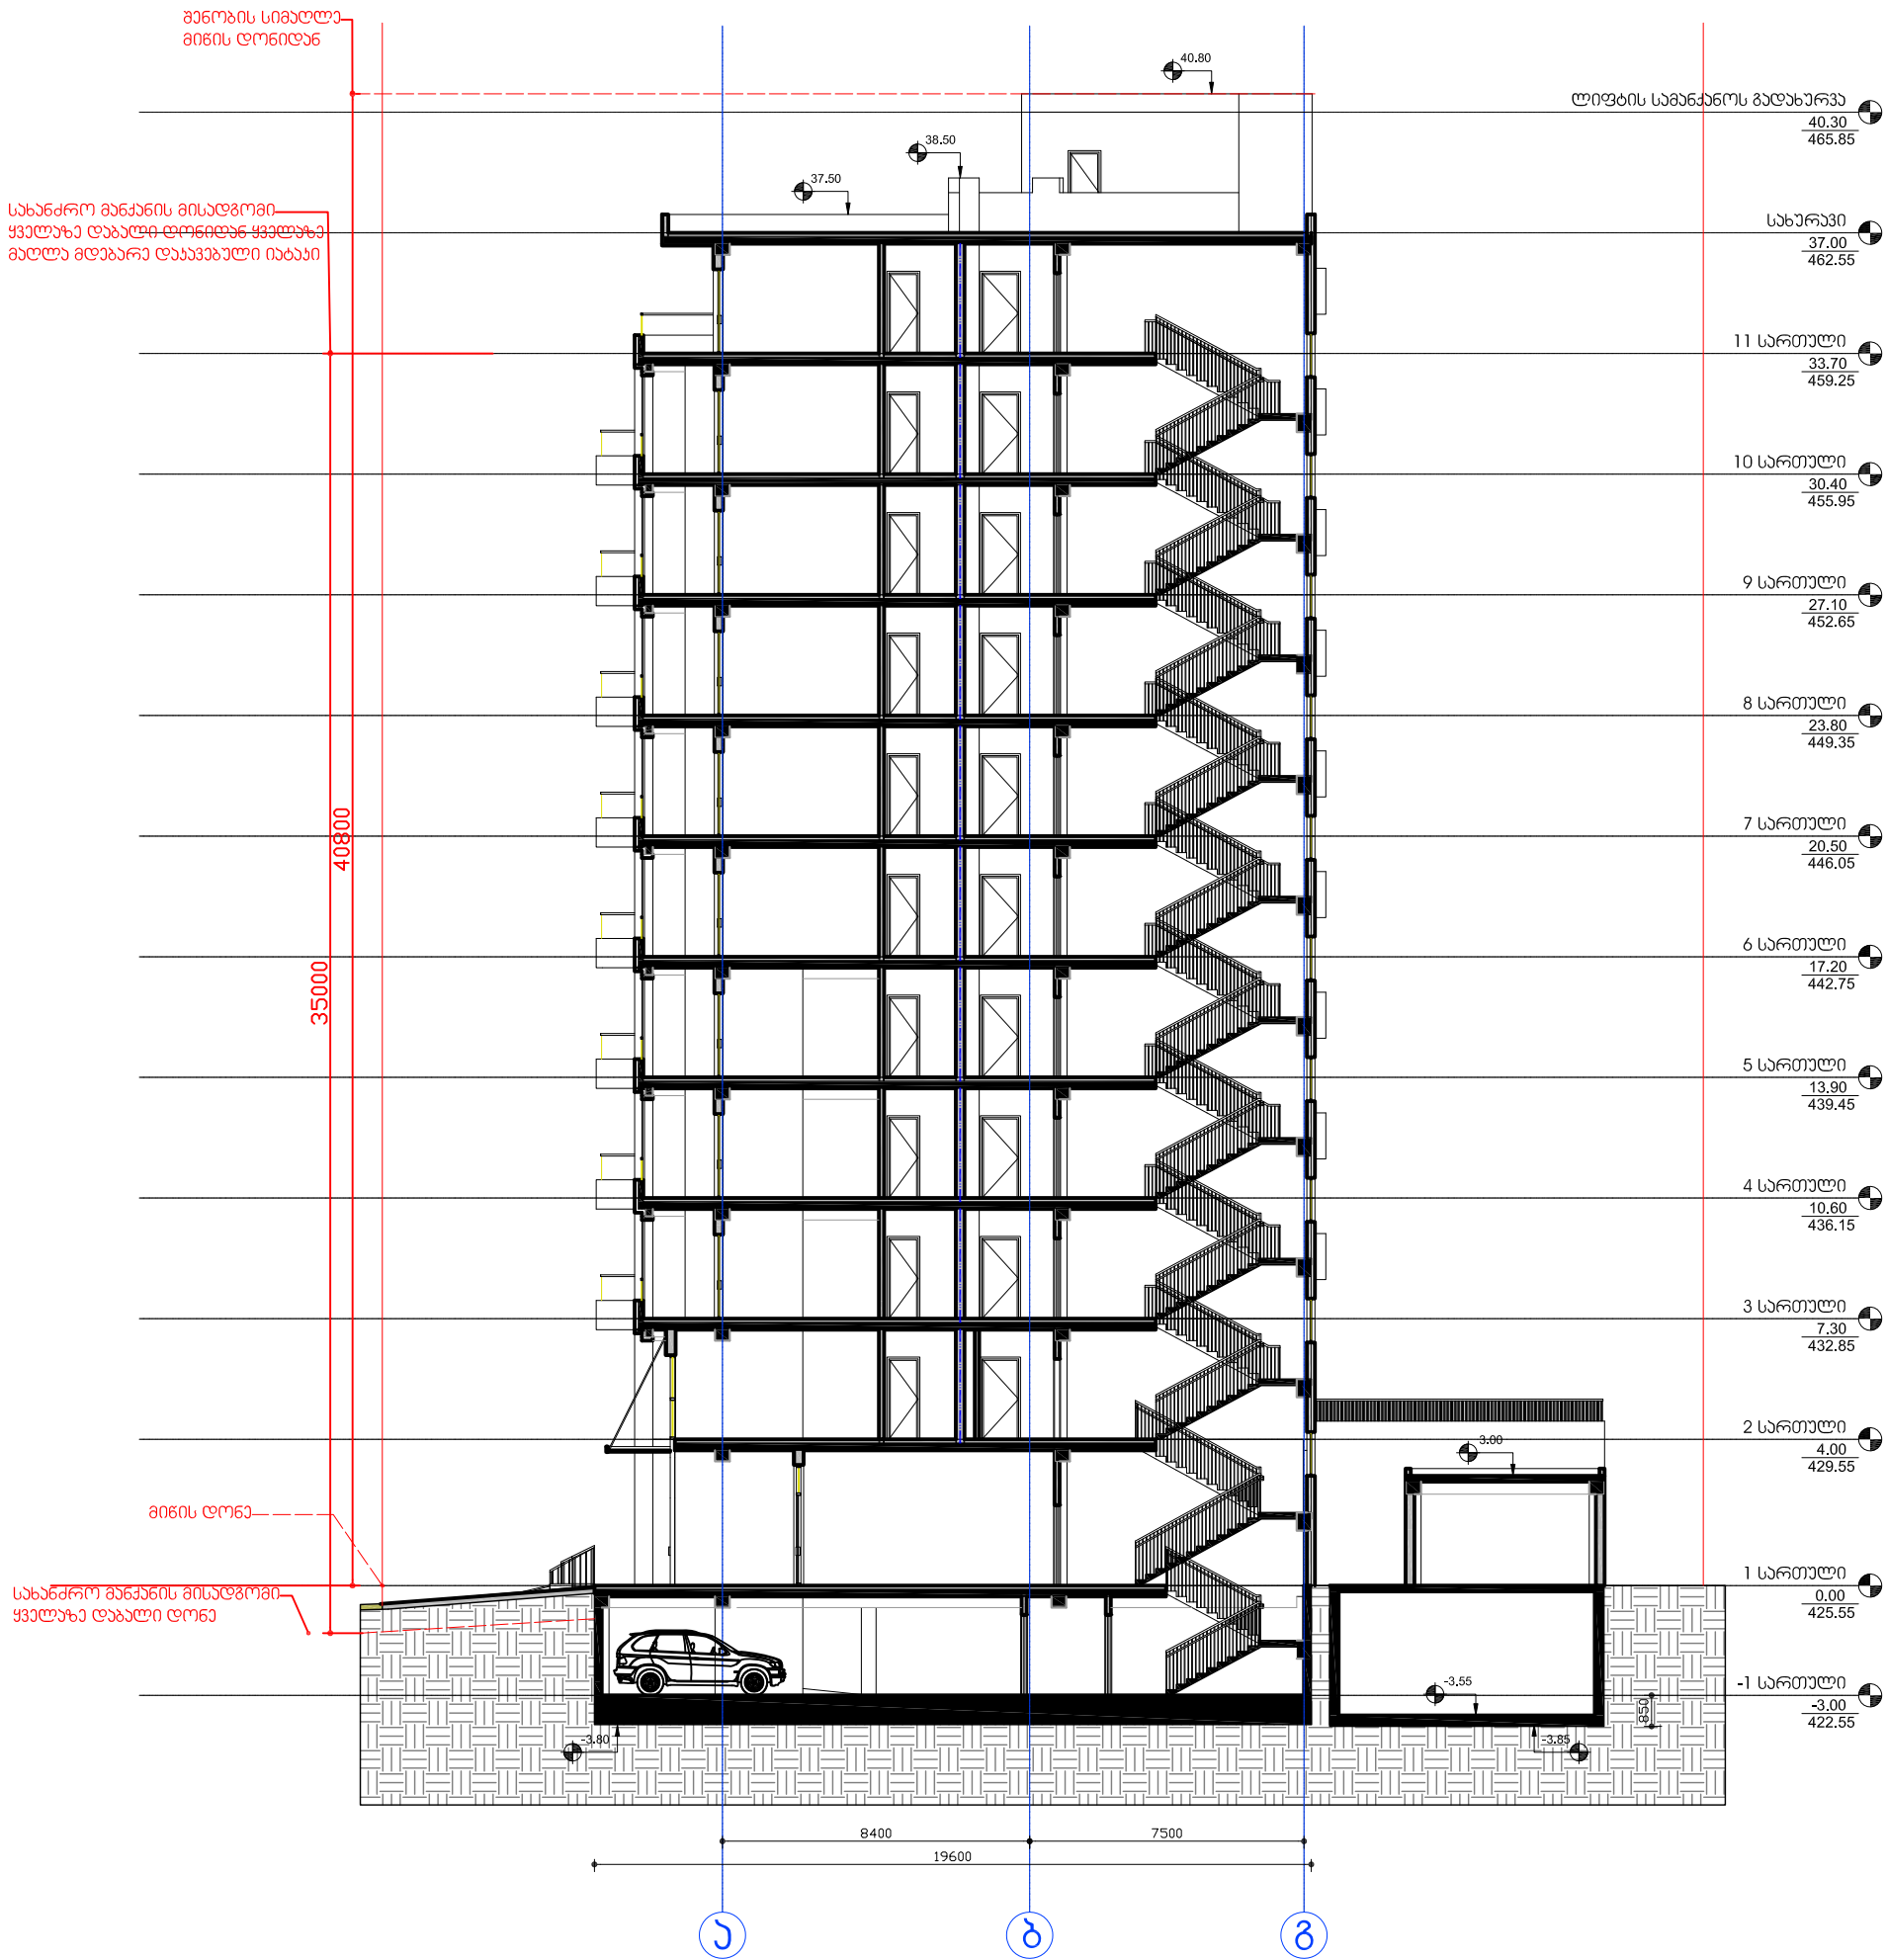 შენობის სიმაღლე
მიწის დონიდან
40.80
ლიფტის სამანქანოს გადახურვა
40.30
465.85
38.50
37.50
სახანძრო მანქანის მისადგომი
ყველაზე დაბალი დონიდან ყველაზე
მაღლა მდებარე დაკავებული იატაკი
სახურავი
37.00
462.55
11 სართული
33.70
459.25
10 სართული
30.40
455.95
9 სართული
27.10
452.65
8 სართული
23.80
449.35
40800
7 სართული
20.50
446.05
35000
6 სართული
17.20
442.75
5 სართული
13.90
439.45
4 სართული
10.60
436.15
3 სართული
7.30
432.85
2 სართული
4.00
429.55
3.00
მიწის დონე
სახანძრო მანქანის მისადგომი
ყველაზე დაბალი დონე
1 სართული
0.00
425.55
-1 სართული
-3.00
422.55
-3.55
850
-3.80
-3.85
8400
7500
19600
ა
ბ
გ